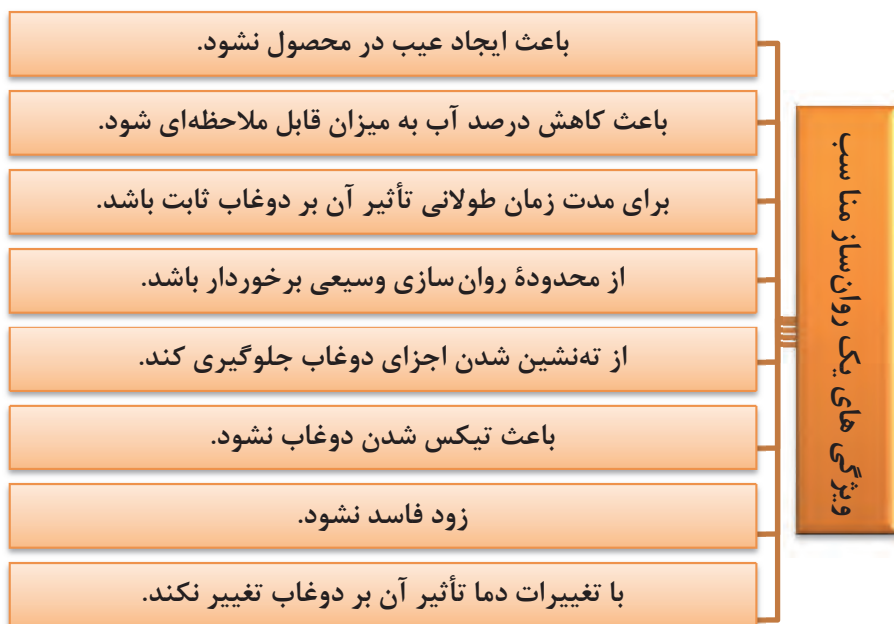 ویژگی های یک روان‌ساز منا سب
باعث ایجاد عیب در محصول نشود.
باعث کاهش درصد آب به میزان قابل ملاحظه‌ای شود.
برای مدت زمان طولانی تأثیر آن بر دوغاب ثابت باشد.
از محدودهٔ روان‌سازی وسیعی برخوردار باشد.
از ته‌نشین شدن اجزای دوغاب جلوگیری کند.
باعث تیکس شدن دوغاب نشود.
زود فاسد نشود.
با تغییرات دما تأثیر آن بر دوغاب تغییر نکند.